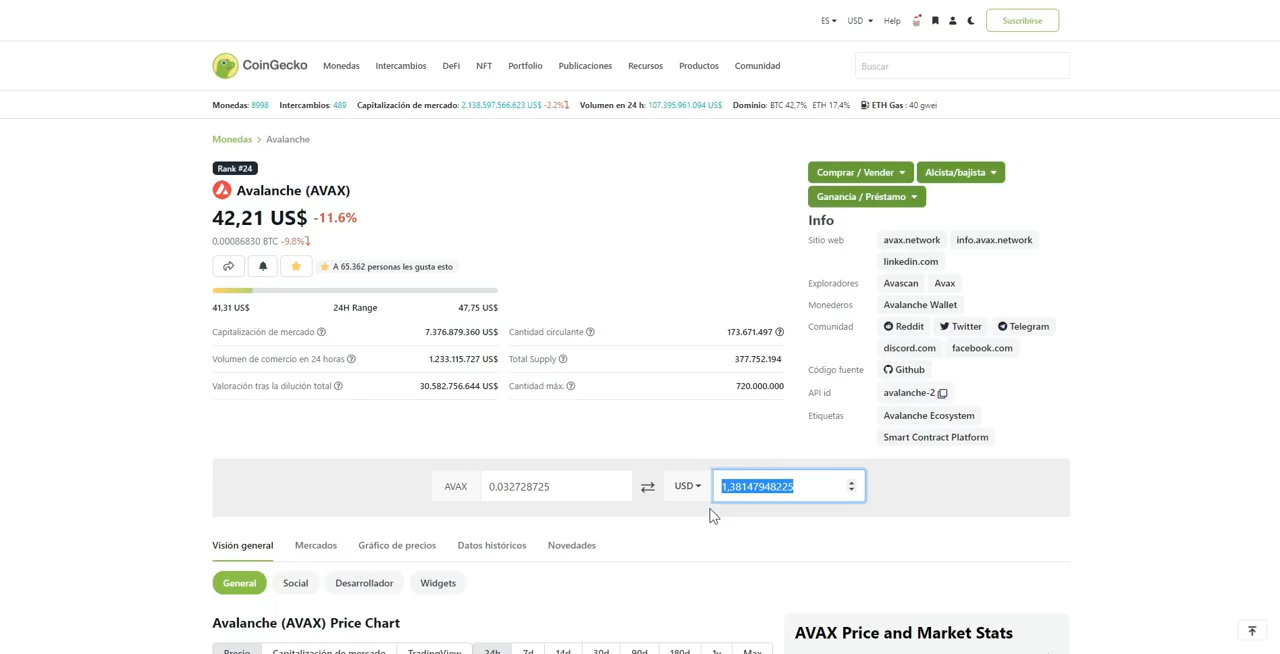 ES USD Help Suscribirse
CoinGecko Monedas Intercambios DeFi NFT Portfolio Publicaciones Recursos Productos Comunidad Buscar
Monedas: 8998 Intercambios: 489 Capitalización de mercado: 2.138.597.566.623 US$ -2.2% Volumen en 24 h: 107.395.961.094 US$ Dominio: BTC 42,7% ETH 17,4% ETH Gas : 40 gwei
Monedas > Avalanche
Rank #24
Avalanche (AVAX)
42,21 US$ -11.6%
0.00086830 BTC -9.8%
A 65.362 personas les gusta esto
41,31 US$ 24H Range 47,75 US$
Capitalización de mercado 7.376.879.360 US$
Volumen de comercio en 24 horas 1.233.115.727 US$
Valoración tras la dilución total 30.582.756.644 US$
Cantidad circulante 173.671.497
Total Supply 377.752.194
Cantidad máx. 720.000.000
Comprar / Vender Alcista/bajista
Ganancia / Préstamo
Info
Sitio web avax.network info.avax.network
linkedin.com
Exploradores Avascan Avax
Monederos Avalanche Wallet
Comunidad Reddit Twitter Telegram
discord.com facebook.com
Código fuente Github
API id avalanche-2
Etiquetas Avalanche Ecosystem
Smart Contract Platform
AVAX 0.032728725 USD 1,38147948225
Visión general Mercados Gráfico de precios Datos históricos Novedades
General Social Desarrollador Widgets
Avalanche (AVAX) Price Chart
AVAX Price and Market Stats
Precio Capitalización de mercado TradingView 24h 7d 14d 30d 90d 180d 1y Max